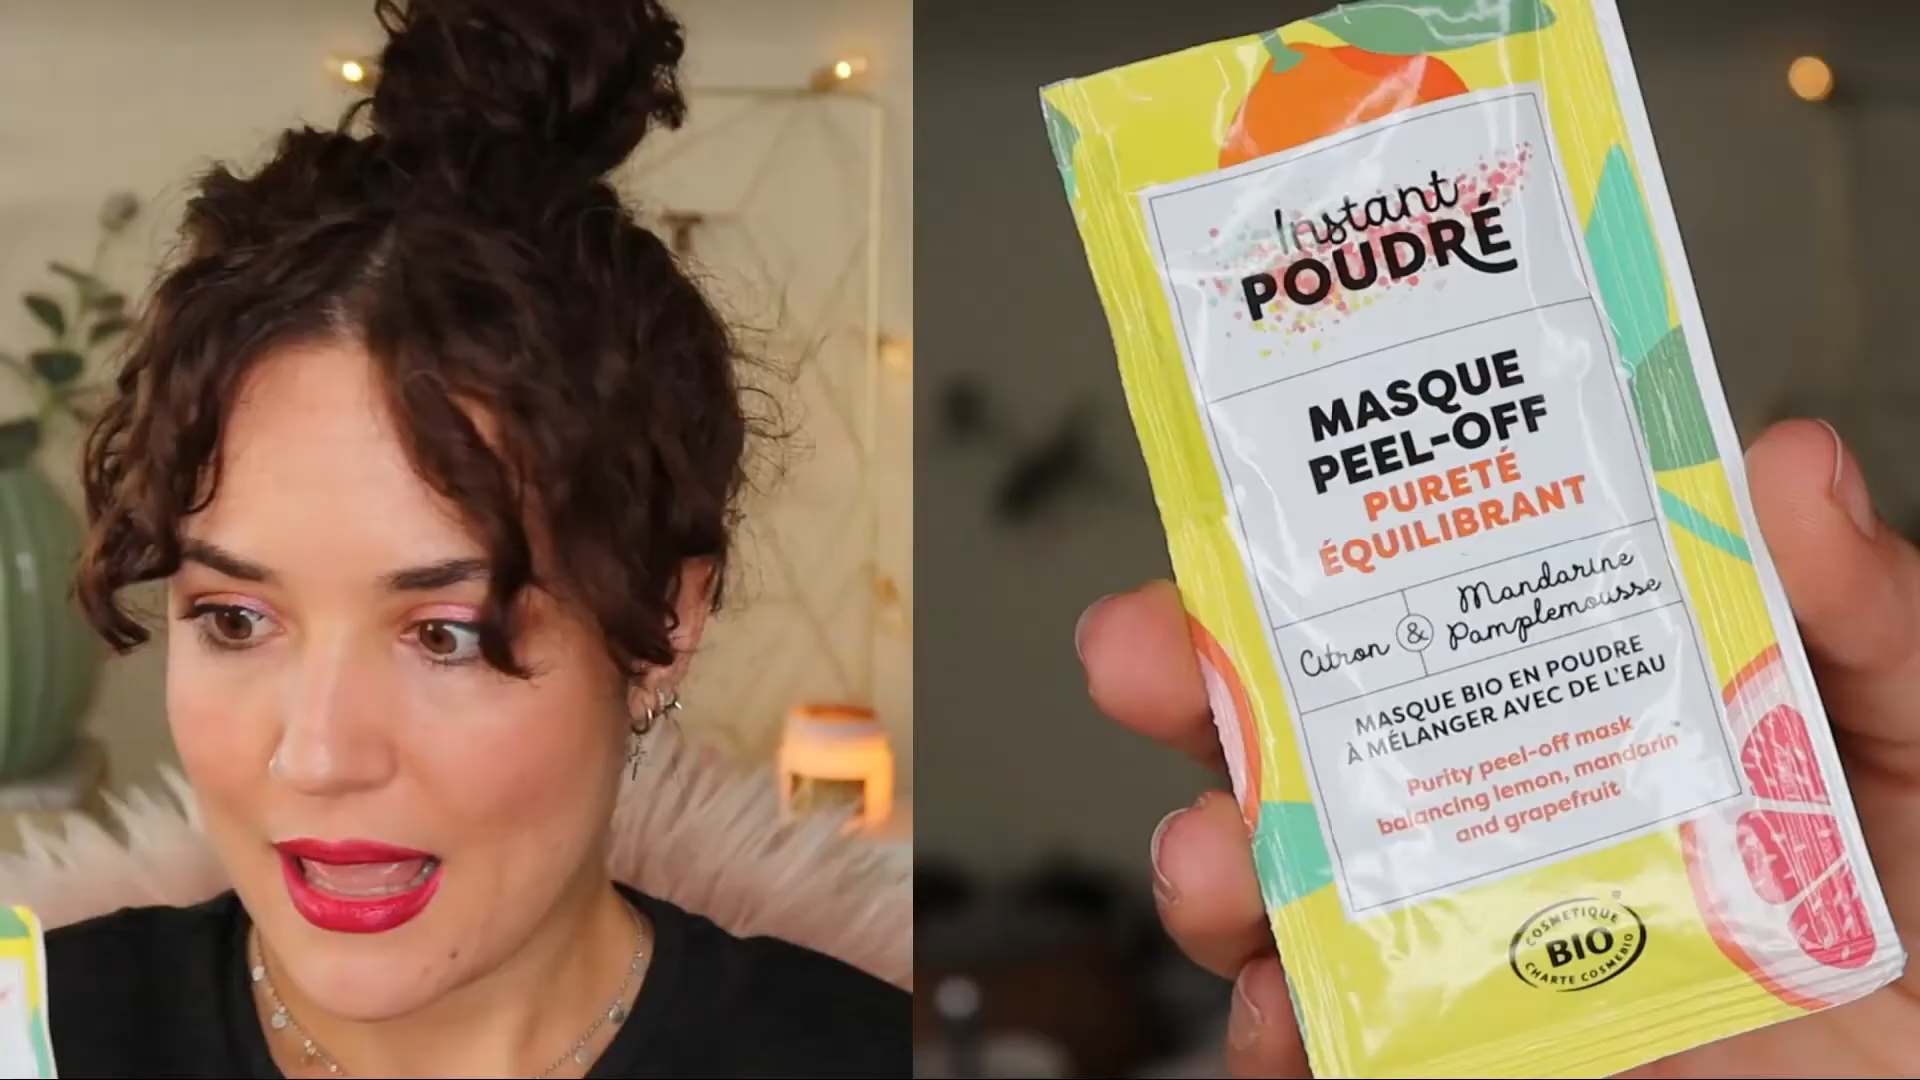 Instant
POUDRÉ
MASQUE
PEEL-OFF
PURETÉ
ÉQUILIBRANT
Citron & Mandarine
Pamplemousse
MASQUE BIO EN POUDRE
À MÉLANGER AVEC DE L'EAU
Purity peel-off mask
balancing lemon, mandarin
and grapefruit
COSMETIQUE
BIO
CHARTE COSMEBIO